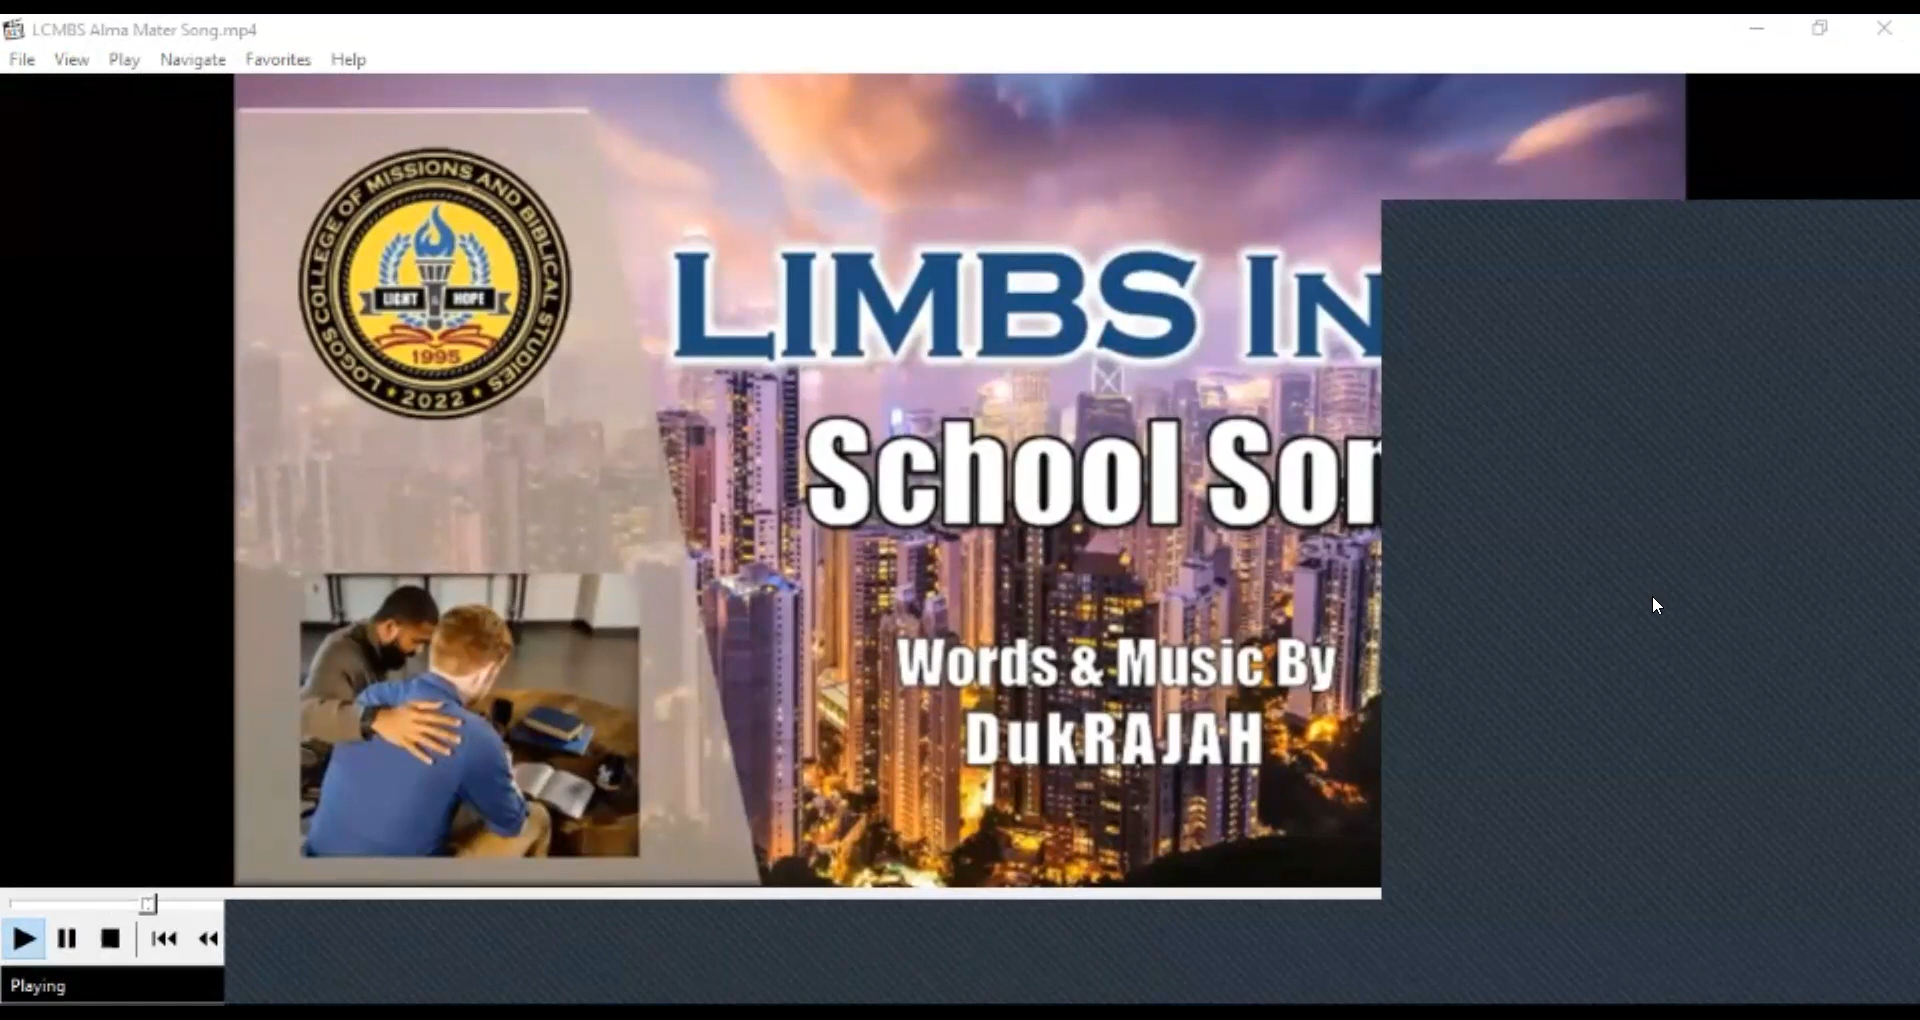 LCMBS Alma Mater Song.mp4
File View Play Navigate Favorites Help
LOGOS COLLEGE OF MISSIONS AND BIBLICAL STUDIES
LIGHT & HOPE
1995
2022
LIMBS In
School Son
Words & Music By
DukRAJAH
Playing